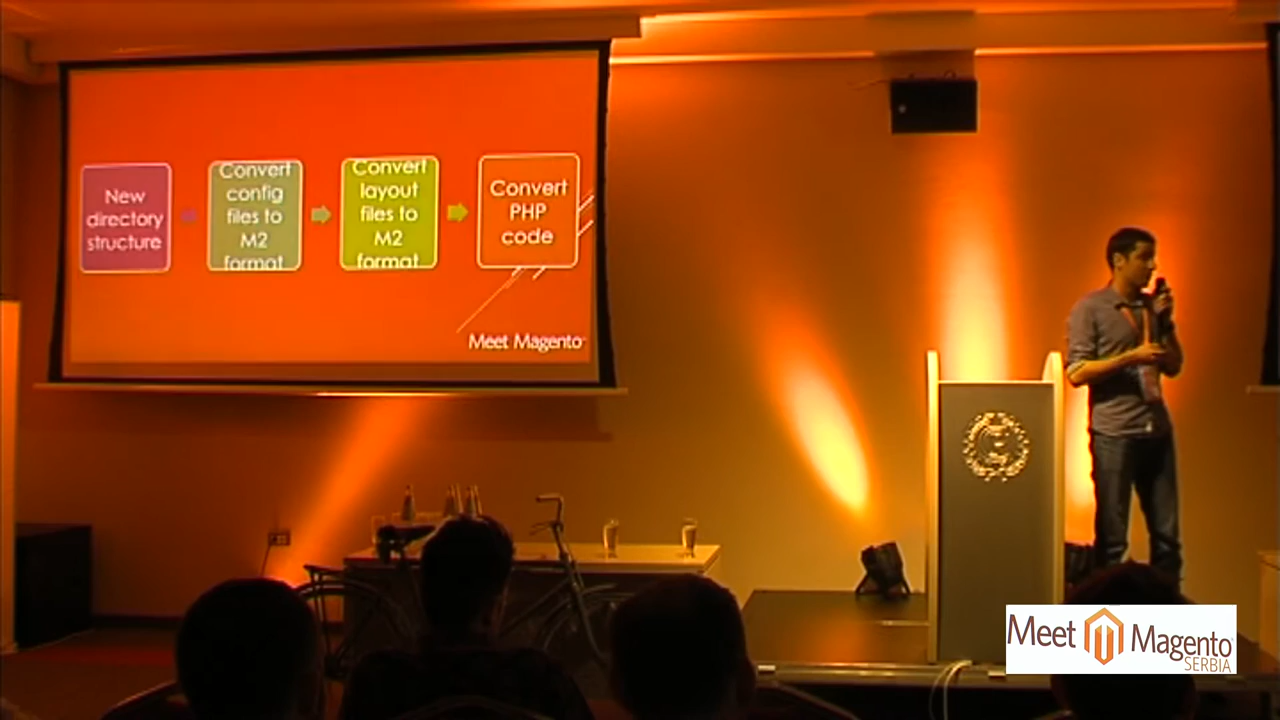 New
directory
structure
Convert
config
files to
M2
format
Convert
layout
files to
M2
format
Convert
PHP
code
Meet Magento
Meet Magento
SERBIA